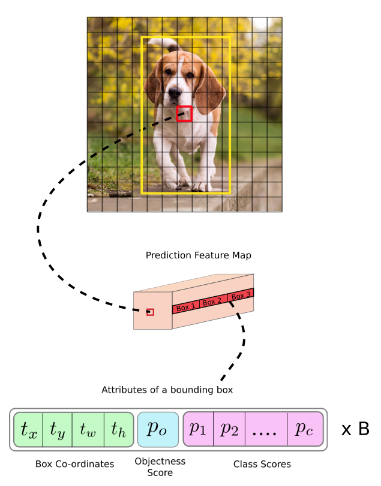 Prediction Feature Map
Box 1 Box 2 Box 3
Attributes of a bounding box
t_x t_y t_w t_h p_o p_1 p_2 .... p_c x B
Box Co-ordinates
Objectness
Score
Class Scores